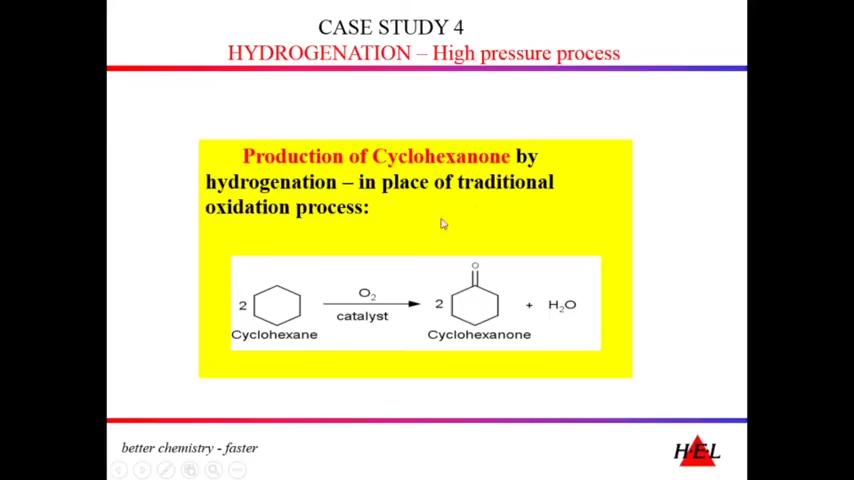 CASE STUDY 4
HYDROGENATION – High pressure process
Production of Cyclohexanone by
hydrogenation – in place of traditional
oxidation process:
O
2 O2 2 + H2O
catalyst
Cyclohexane Cyclohexanone
better chemistry - faster
HEL